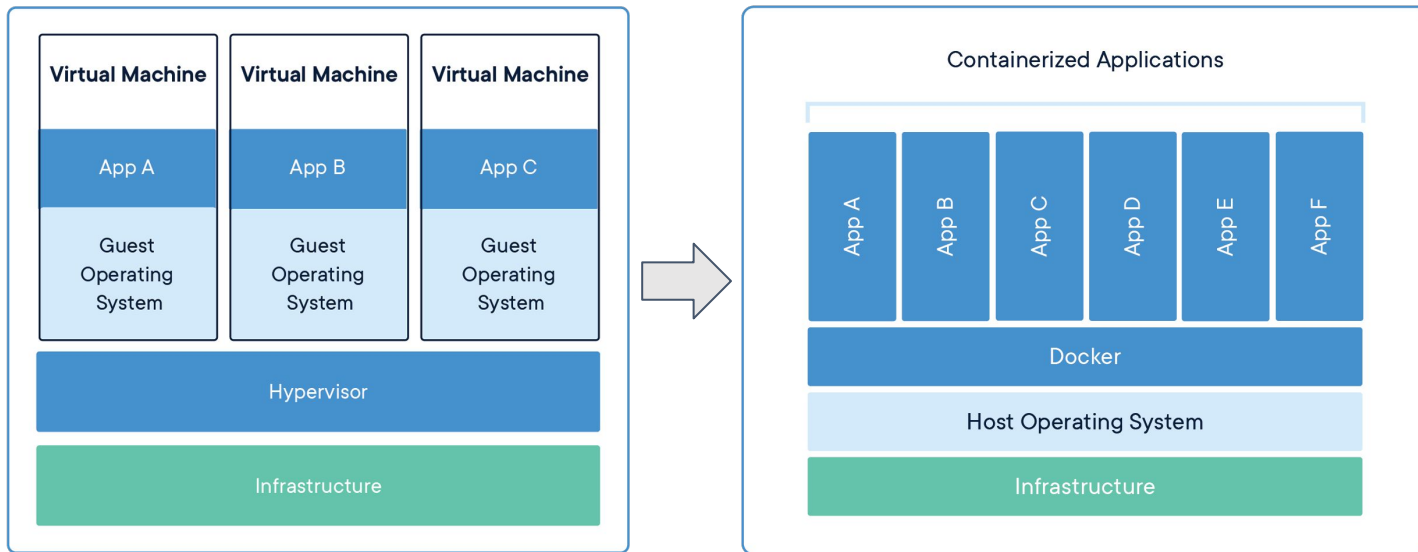 Virtual Machine
App A
Guest
Operating
System
Virtual Machine
App B
Guest
Operating
System
Virtual Machine
App C
Guest
Operating
System
Hypervisor
Infrastructure
Containerized Applications
App A
App B
App C
App D
App E
App F
Docker
Host Operating System
Infrastructure